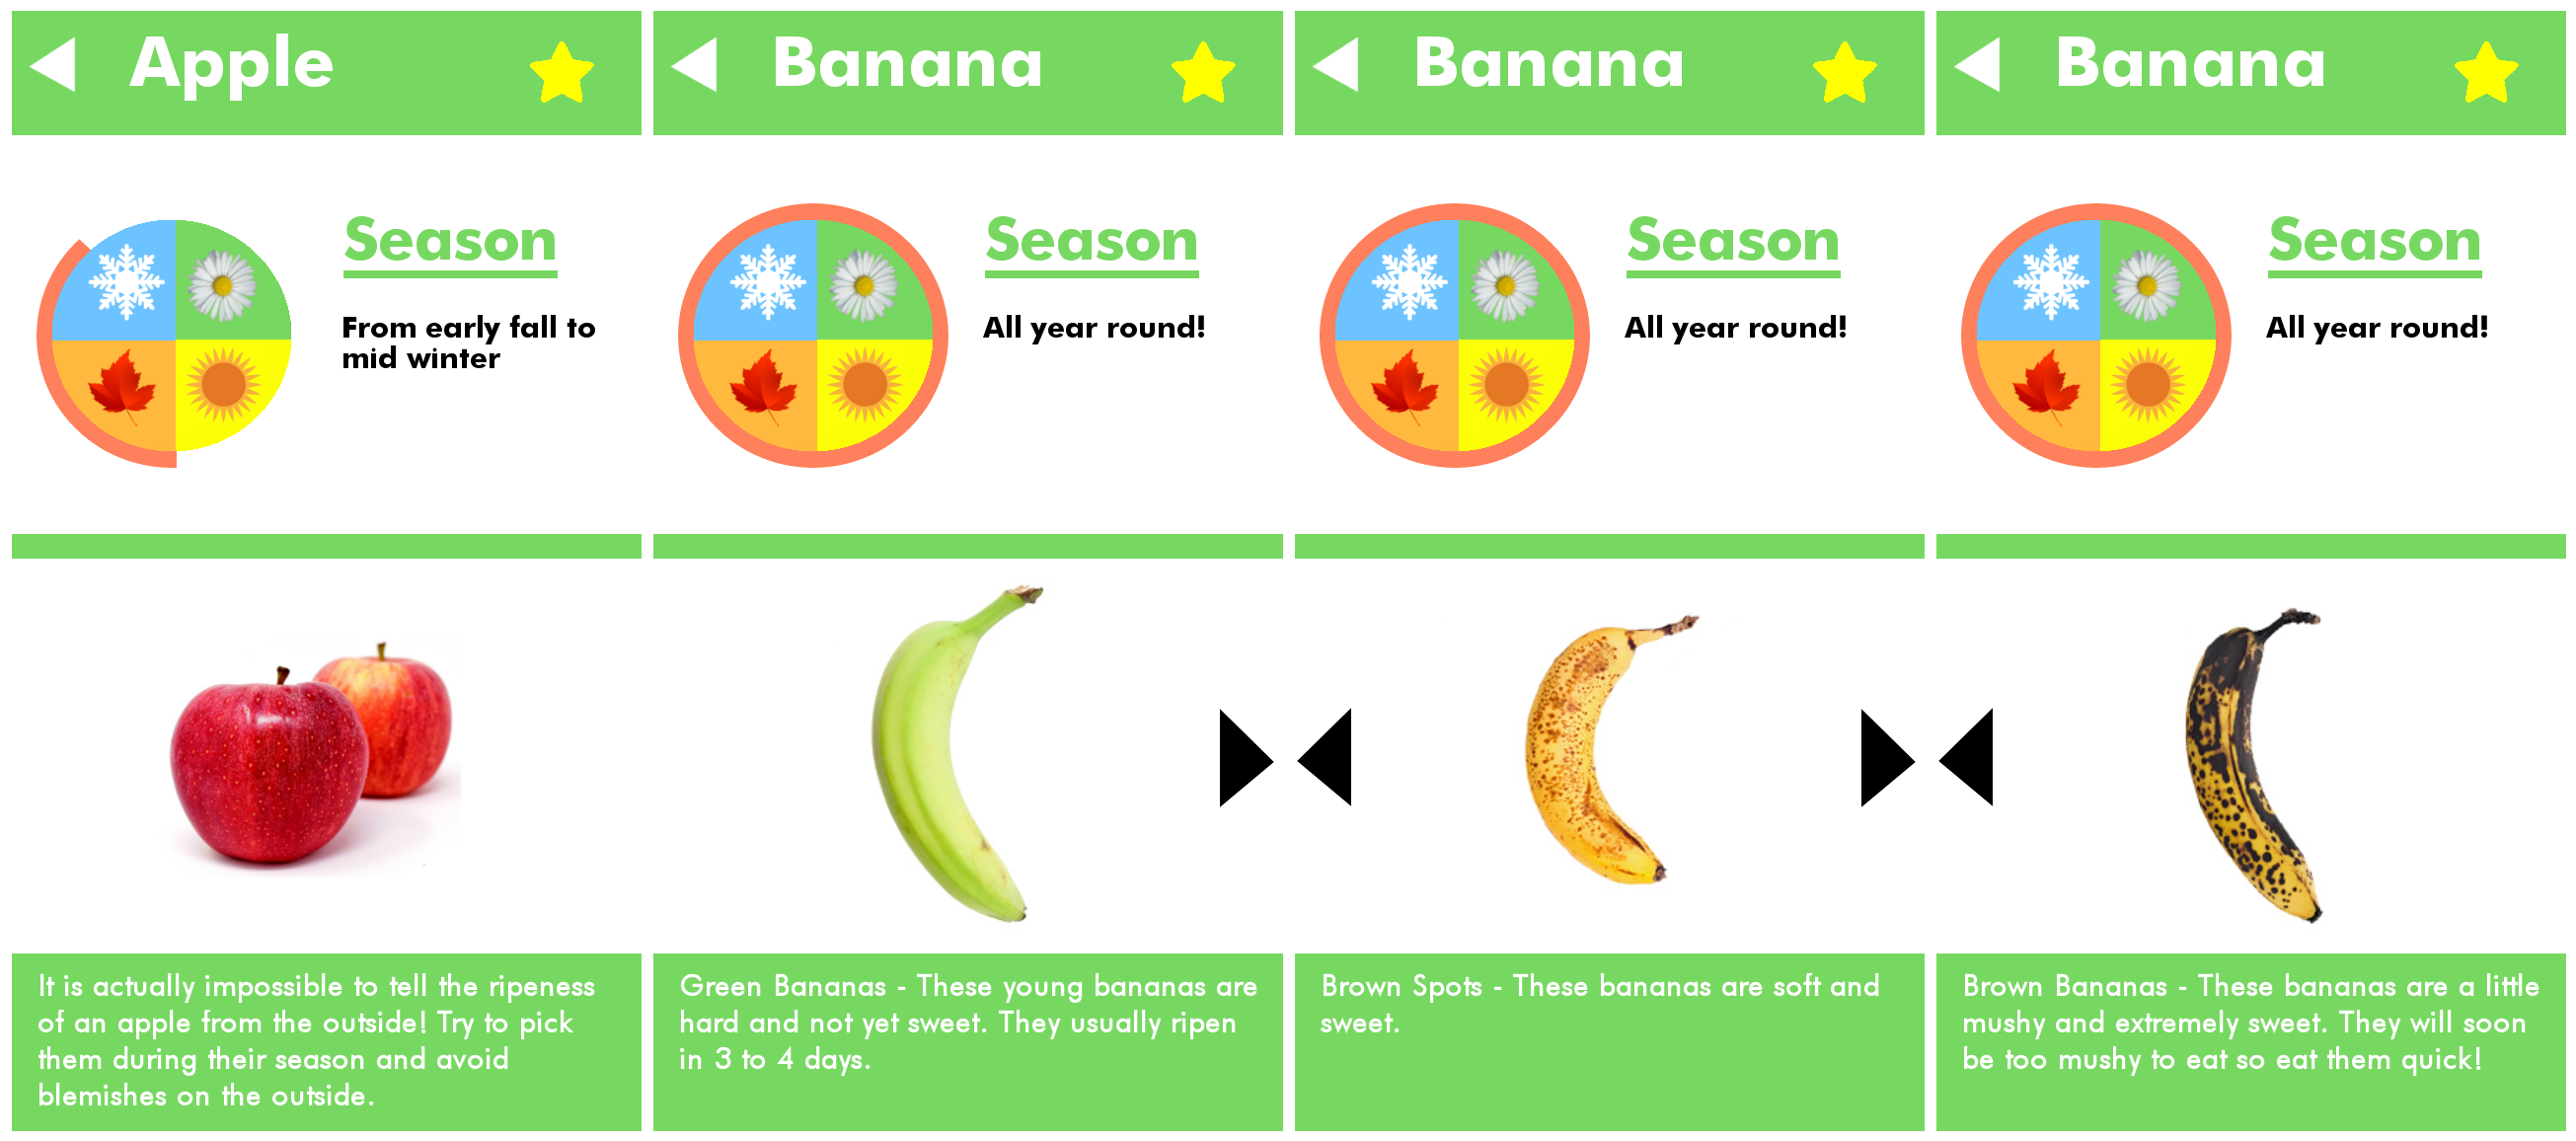 Apple
Season
From early fall to
mid winter
It is actually impossible to tell the ripeness
of an apple from the outside! Try to pick
them during their season and avoid
blemishes on the outside.
Banana
Season
All year round!
Green Bananas - These young bananas are
hard and not yet sweet. They usually ripen
in 3 to 4 days.
Banana
Season
All year round!
Brown Spots - These bananas are soft and
sweet.
Banana
Season
All year round!
Brown Bananas - These bananas are a little
mushy and extremely sweet. They will soon
be too mushy to eat so eat them quick!